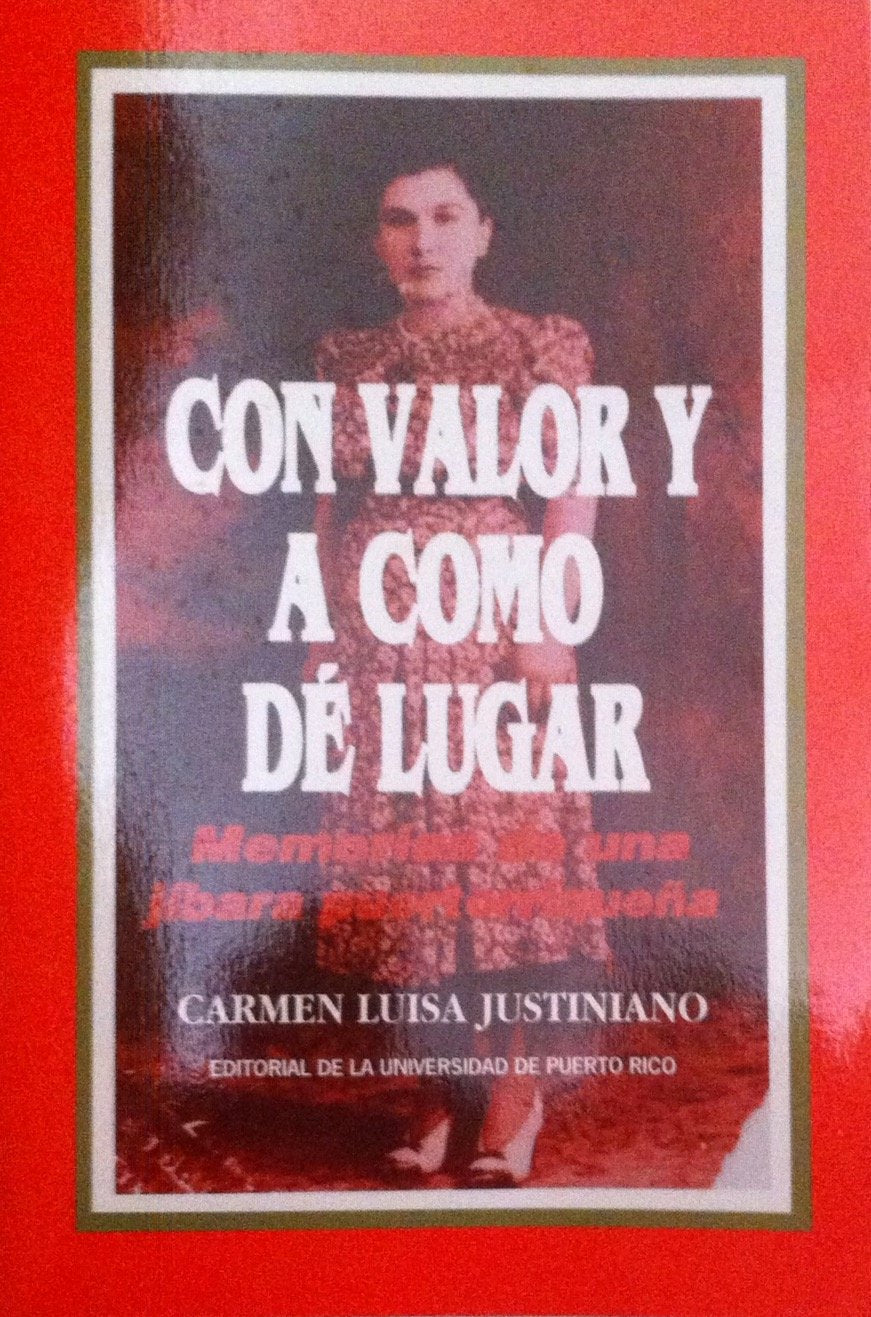 CON VALOR Y
A COMO
DÉ LUGAR
Memorias de una
jíbara puertorriqueña
CARMEN LUISA JUSTINIANO
EDITORIAL DE LA UNIVERSIDAD DE PUERTO RICO